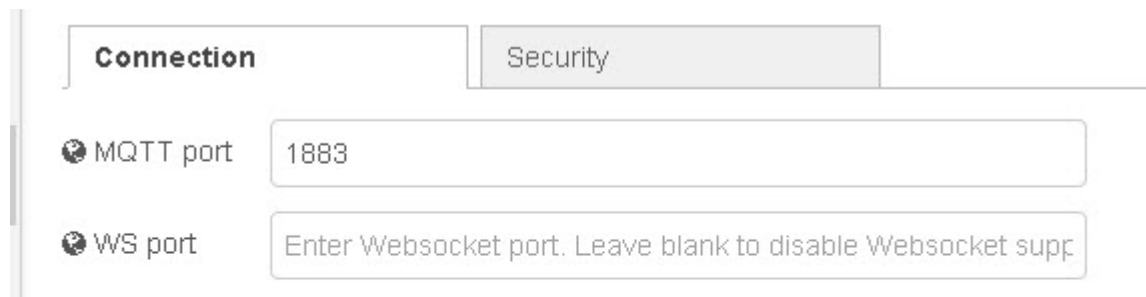 Connection
Security
MQTT port
1883
WS port
Enter Websocket port. Leave blank to disable Websocket supp